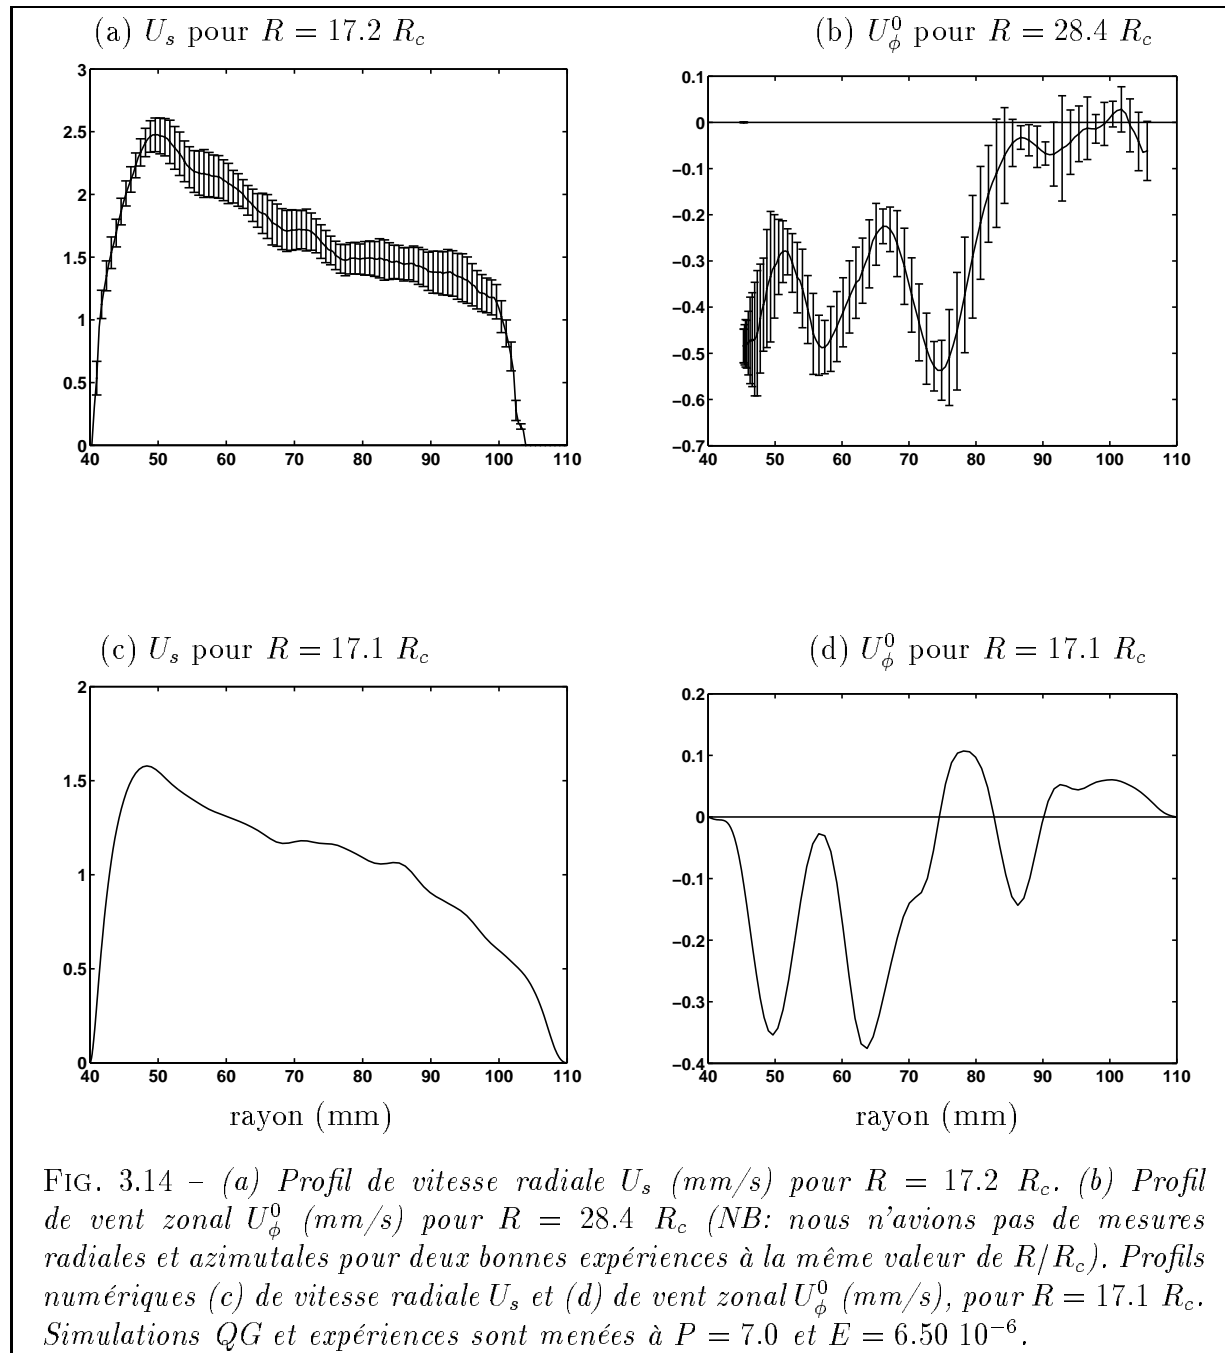 (a) U_s pour R = 17.2 R_c
(b) U_ϕ^0 pour R = 28.4 R_c
3
2.5
2
1.5
1
0.5
0
40 50 60 70 80 90 100 110
0.1
0
−0.1
−0.2
−0.3
−0.4
−0.5
−0.6
−0.7
40 50 60 70 80 90 100 110
(c) U_s pour R = 17.1 R_c
(d) U_ϕ^0 pour R = 17.1 R_c
2
1.5
1
0.5
0
40 50 60 70 80 90 100 110
rayon (mm)
0.2
0.1
0
−0.1
−0.2
−0.3
−0.4
40 50 60 70 80 90 100 110
rayon (mm)
FIG. 3.14 – (a) Profil de vitesse radiale U_s (mm/s) pour R = 17.2 R_c. (b) Profil
de vent zonal U_ϕ^0 (mm/s) pour R = 28.4 R_c (NB: nous n'avions pas de mesures
radiales et azimutales pour deux bonnes expériences à la même valeur de R/R_c). Profils
numériques (c) de vitesse radiale U_s et (d) de vent zonal U_ϕ^0 (mm/s), pour R = 17.1 R_c.
Simulations QG et expériences sont menées à P = 7.0 et E = 6.50 10^−6.